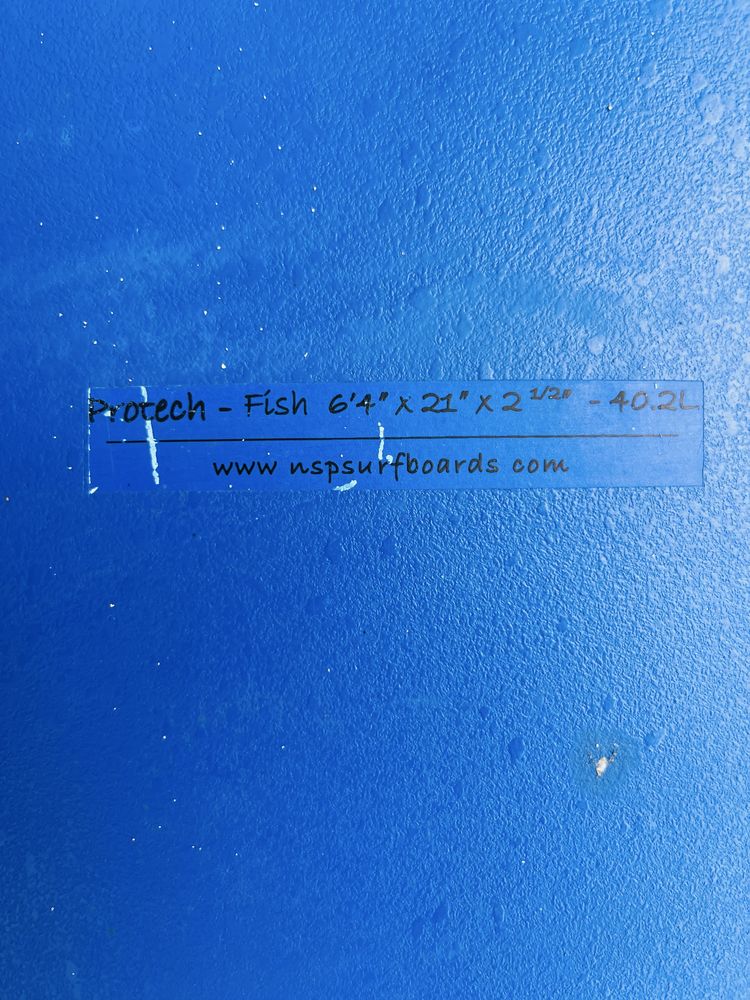 Protech - Fish 6'4" x 21" x 2 1/2" - 40.2L
www nspsurfboards com